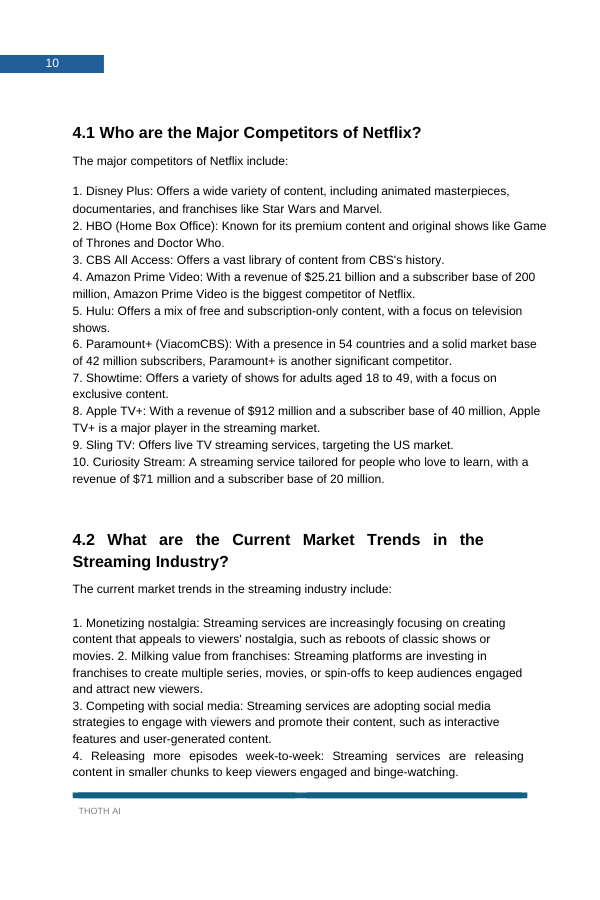 10
4.1 Who are the Major Competitors of Netflix?
The major competitors of Netflix include:
1. Disney Plus: Offers a wide variety of content, including animated masterpieces,
documentaries, and franchises like Star Wars and Marvel.
2. HBO (Home Box Office): Known for its premium content and original shows like Game
of Thrones and Doctor Who.
3. CBS All Access: Offers a vast library of content from CBS's history.
4. Amazon Prime Video: With a revenue of $25.21 billion and a subscriber base of 200
million, Amazon Prime Video is the biggest competitor of Netflix.
5. Hulu: Offers a mix of free and subscription-only content, with a focus on television
shows.
6. Paramount+ (ViacomCBS): With a presence in 54 countries and a solid market base
of 42 million subscribers, Paramount+ is another significant competitor.
7. Showtime: Offers a variety of shows for adults aged 18 to 49, with a focus on
exclusive content.
8. Apple TV+: With a revenue of $912 million and a subscriber base of 40 million, Apple
TV+ is a major player in the streaming market.
9. Sling TV: Offers live TV streaming services, targeting the US market.
10. Curiosity Stream: A streaming service tailored for people who love to learn, with a
revenue of $71 million and a subscriber base of 20 million.
4.2 What are the Current Market Trends in the
Streaming Industry?
The current market trends in the streaming industry include:
1. Monetizing nostalgia: Streaming services are increasingly focusing on creating
content that appeals to viewers' nostalgia, such as reboots of classic shows or
movies. 2. Milking value from franchises: Streaming platforms are investing in
franchises to create multiple series, movies, or spin-offs to keep audiences engaged
and attract new viewers.
3. Competing with social media: Streaming services are adopting social media
strategies to engage with viewers and promote their content, such as interactive
features and user-generated content.
4. Releasing more episodes week-to-week: Streaming services are releasing
content in smaller chunks to keep viewers engaged and binge-watching.
THOTH AI